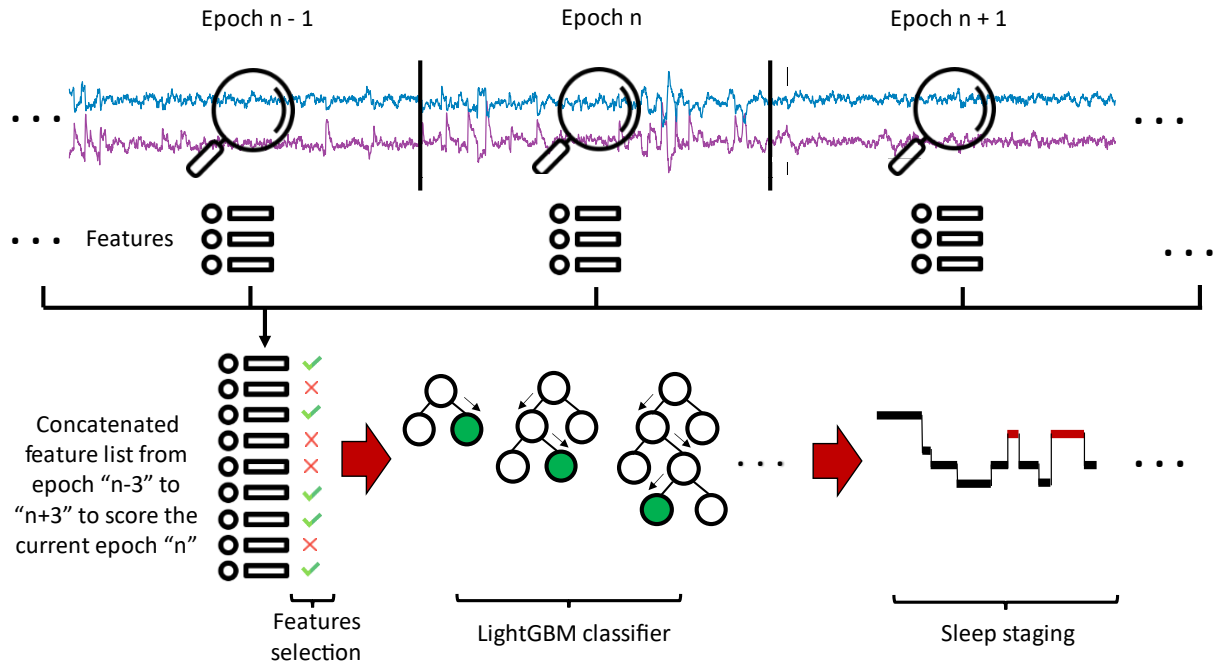 Epoch n - 1
Epoch n
Epoch n + 1
. . .
. . .
. . .
Features
. . .
Concatenated
feature list from
epoch “n-3” to
“n+3” to score the
current epoch “n”
. . .
. . .
Features
selection
LightGBM classifier
Sleep staging